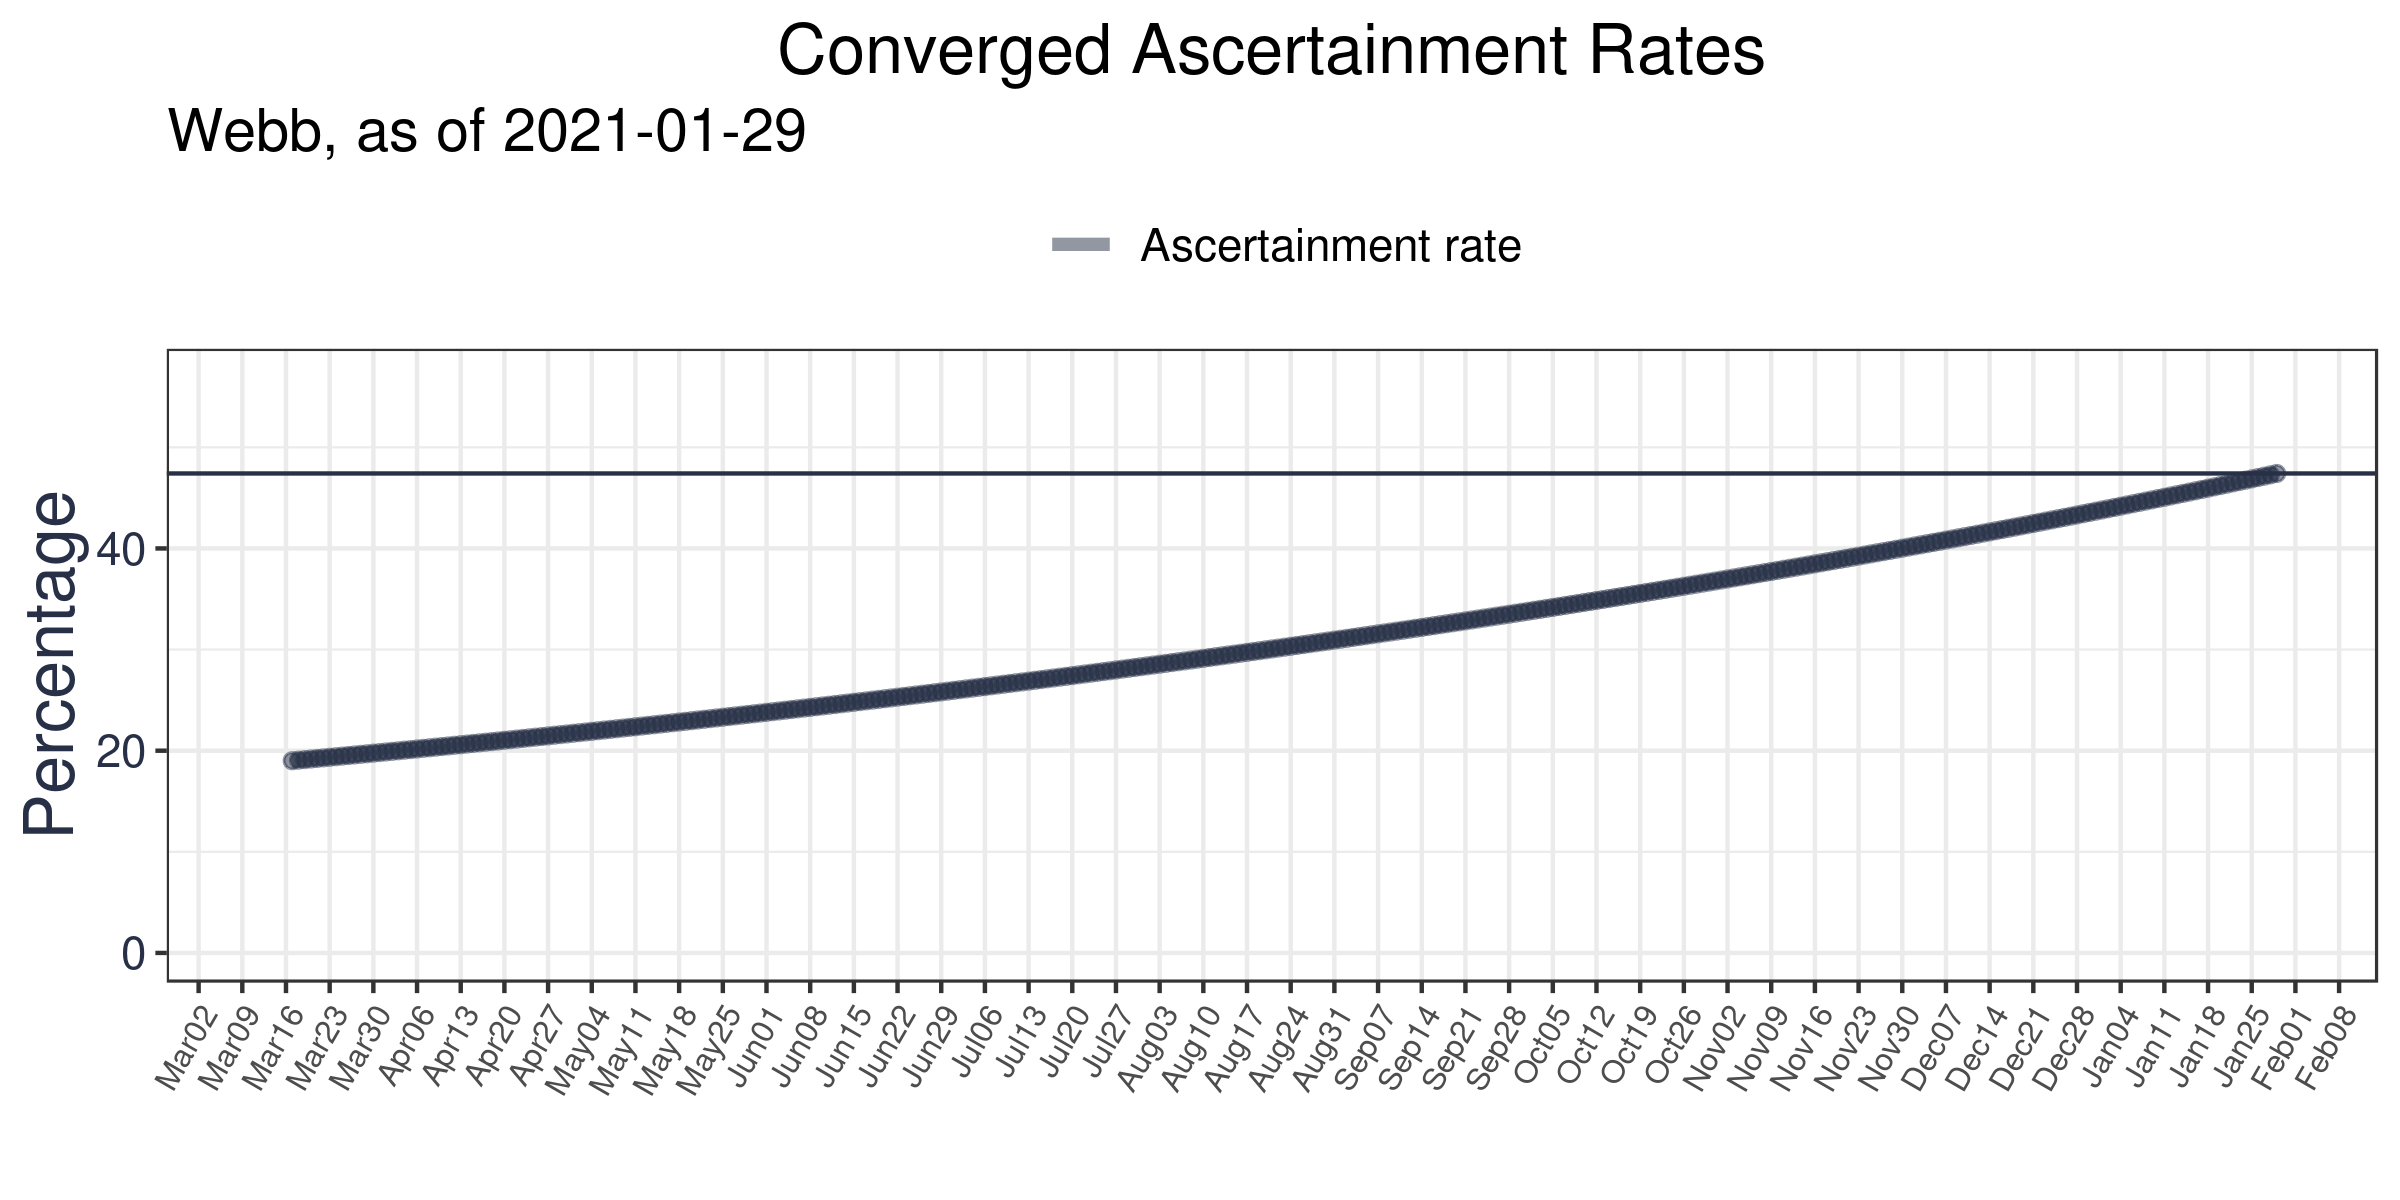 Converged Ascertainment Rates
Webb, as of 2021-01-29
Ascertainment rate
Percentage
40
20
0
Mar02 Mar09 Mar16 Mar23 Mar30 Apr06 Apr13 Apr20 Apr27 May04 May11 May18 May25 Jun01 Jun08 Jun15 Jun22 Jun29 Jul06 Jul13 Jul20 Jul27 Aug03 Aug10 Aug17 Aug24 Aug31 Sep07 Sep14 Sep21 Sep28 Oct05 Oct12 Oct19 Oct26 Nov02 Nov09 Nov16 Nov23 Nov30 Dec07 Dec14 Dec21 Dec28 Jan04 Jan11 Jan18 Jan25 Feb01 Feb08